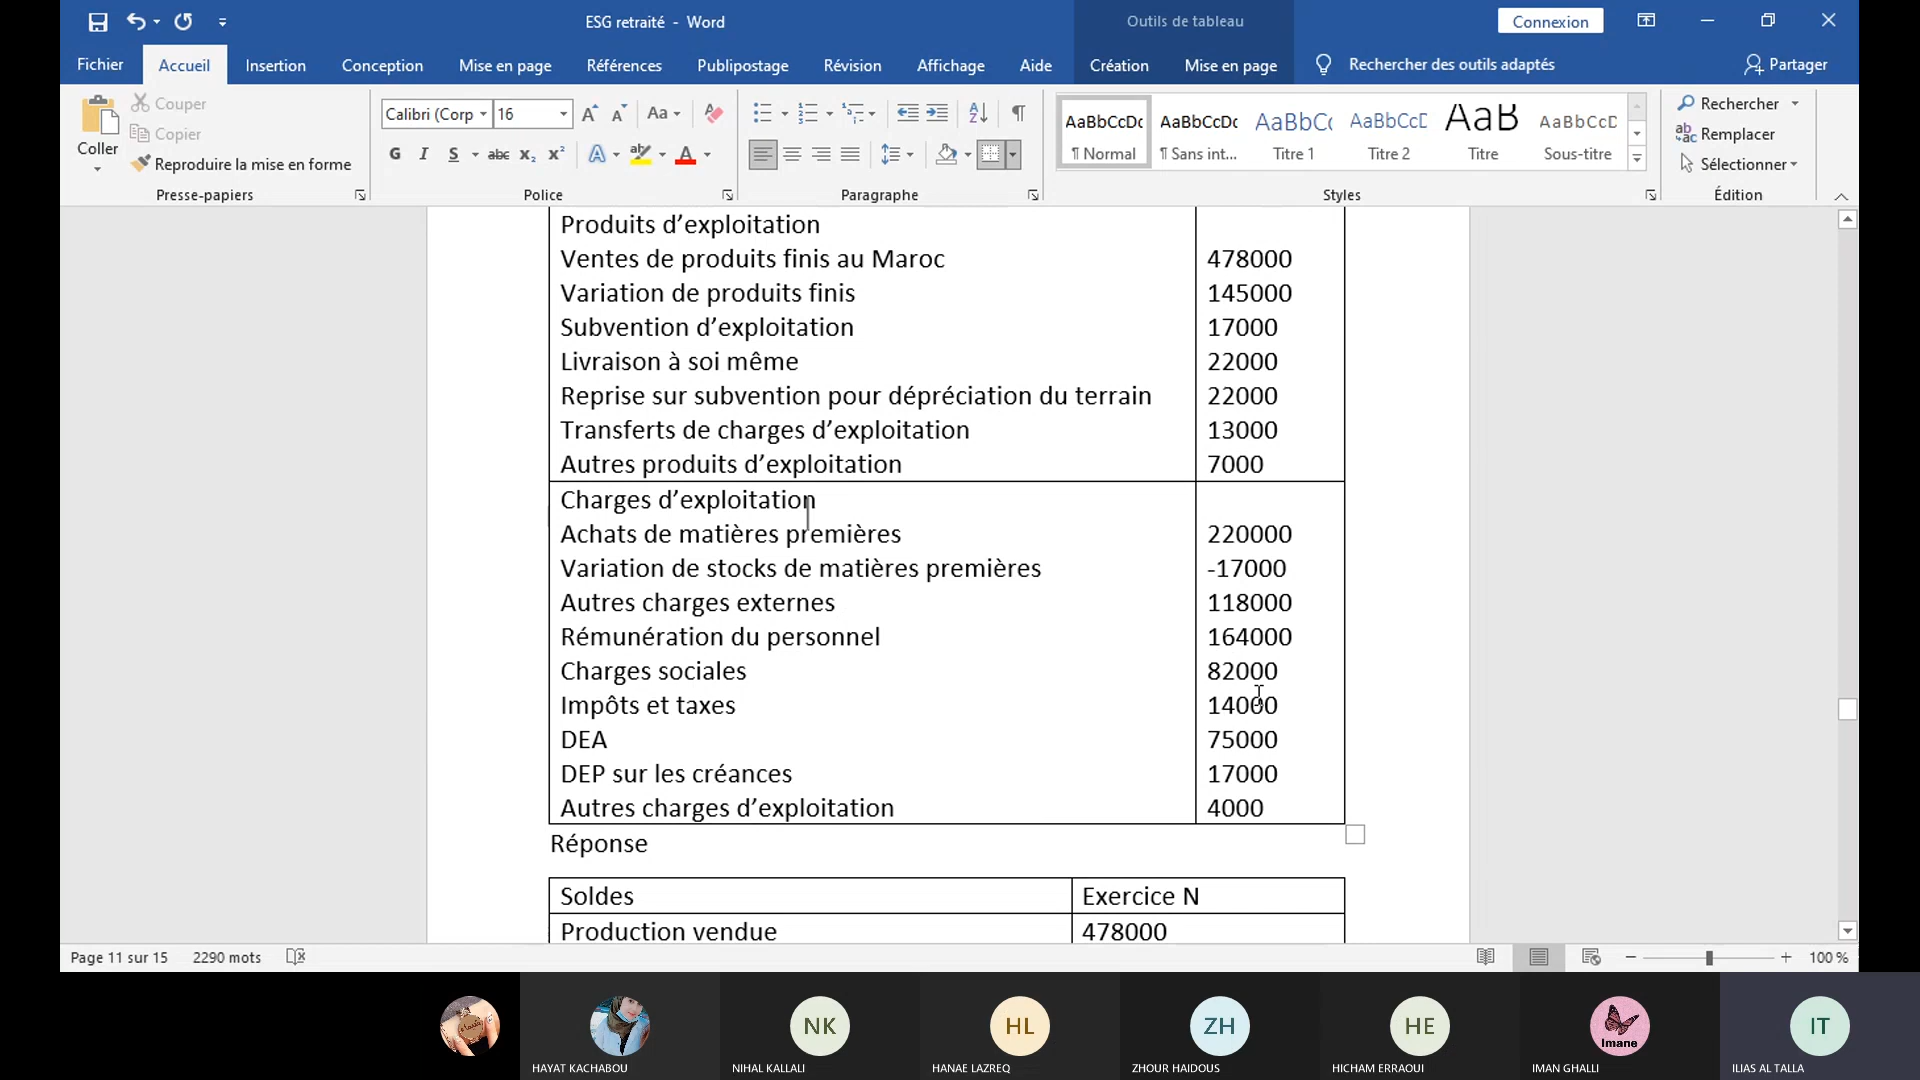 ESG retraité - Word
Outils de tableau
Connexion
Fichier Accueil Insertion Conception Mise en page Références Publipostage Révision Affichage Aide Création Mise en page Rechercher des outils adaptés Partager
Coller
Couper
Copier
Reproduire la mise en forme
Presse-papiers
Calibri (Corp 16
G I S abc x₂ x²
Police
Paragraphe
AaBbCcDc AaBbCcDc AaBbCc AaBbCcD AaB AaBbCcD
¶ Normal ¶ Sans int... Titre 1 Titre 2 Titre Sous-titre
Styles
Rechercher
Remplacer
Sélectionner
Édition
Produits d’exploitation
Ventes de produits finis au Maroc 478000
Variation de produits finis 145000
Subvention d’exploitation 17000
Livraison à soi même 22000
Reprise sur subvention pour dépréciation du terrain 22000
Transferts de charges d’exploitation 13000
Autres produits d’exploitation 7000
Charges d’exploitation
Achats de matières premières 220000
Variation de stocks de matières premières -17000
Autres charges externes 118000
Rémunération du personnel 164000
Charges sociales 82000
Impôts et taxes 14000
DEA 75000
DEP sur les créances 17000
Autres charges d’exploitation 4000
Réponse
Soldes Exercice N
Production vendue 478000
Page 11 sur 15 2290 mots 100 %
NK HL ZH HE Imane IT
HAYAT KACHABOU NIHAL KALLALI HANAE LAZREQ ZHOUR HAIDOUS HICHAM ERRAOUI IMAN GHALLI ILIAS AL TALLA